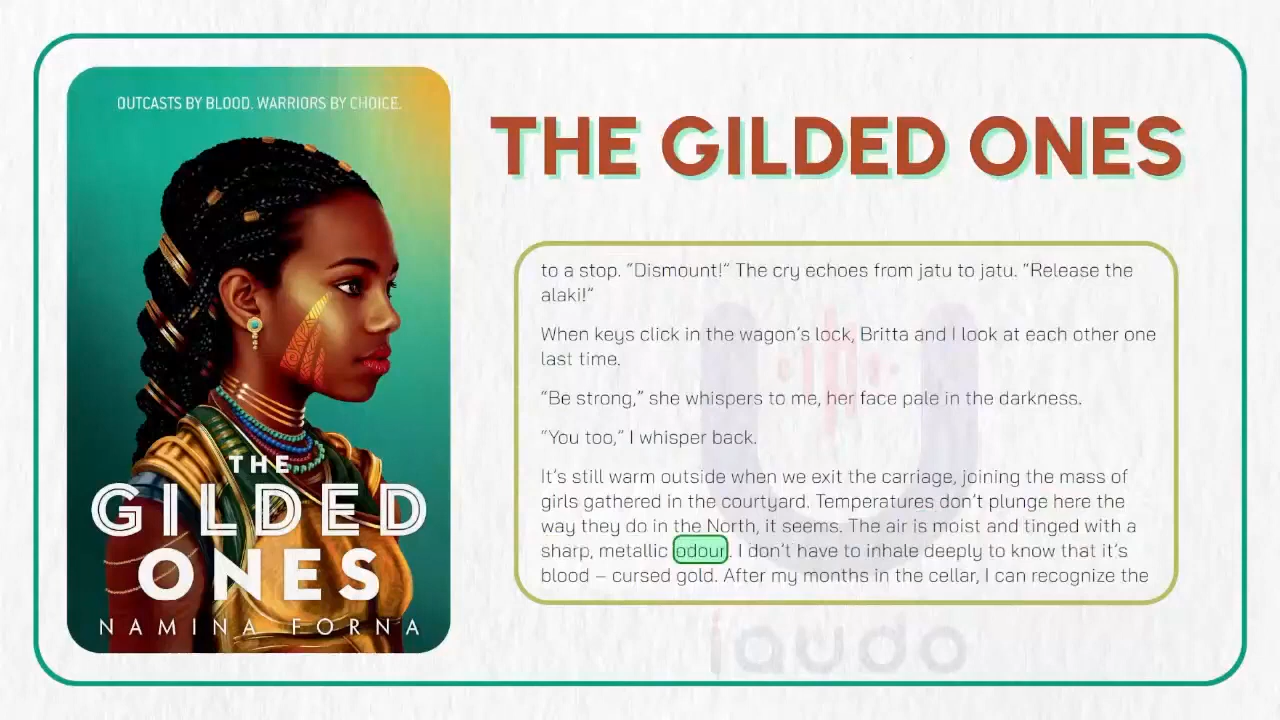 OUTCASTS BY BLOOD. WARRIORS BY CHOICE.
THE
GILDED
ONES
NAMINA FORNA
THE GILDED ONES
to a stop. “Dismount!” The cry echoes from jatu to jatu. “Release the
alaki!”
When keys click in the wagon’s lock, Britta and I look at each other one
last time.
“Be strong,” she whispers to me, her face pale in the darkness.
“You too,” I whisper back.
It’s still warm outside when we exit the carriage, joining the mass of
girls gathered in the courtyard. Temperatures don’t plunge here the
way they do in the North, it seems. The air is moist and tinged with a
sharp, metallic odour. I don’t have to inhale deeply to know that it’s
blood – cursed gold. After my months in the cellar, I can recognize the
iaudo